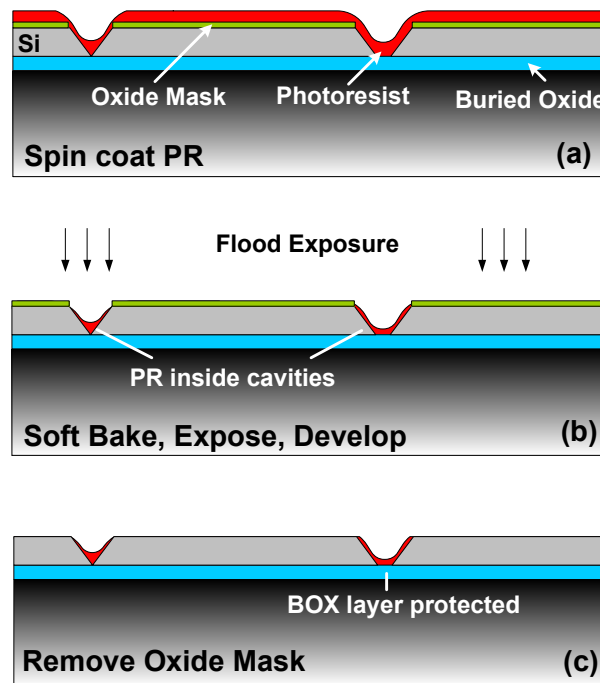 Si
Oxide Mask
Photoresist
Buried Oxide
Spin coat PR
(a)
Flood Exposure
PR inside cavities
Soft Bake, Expose, Develop
(b)
BOX layer protected
Remove Oxide Mask
(c)